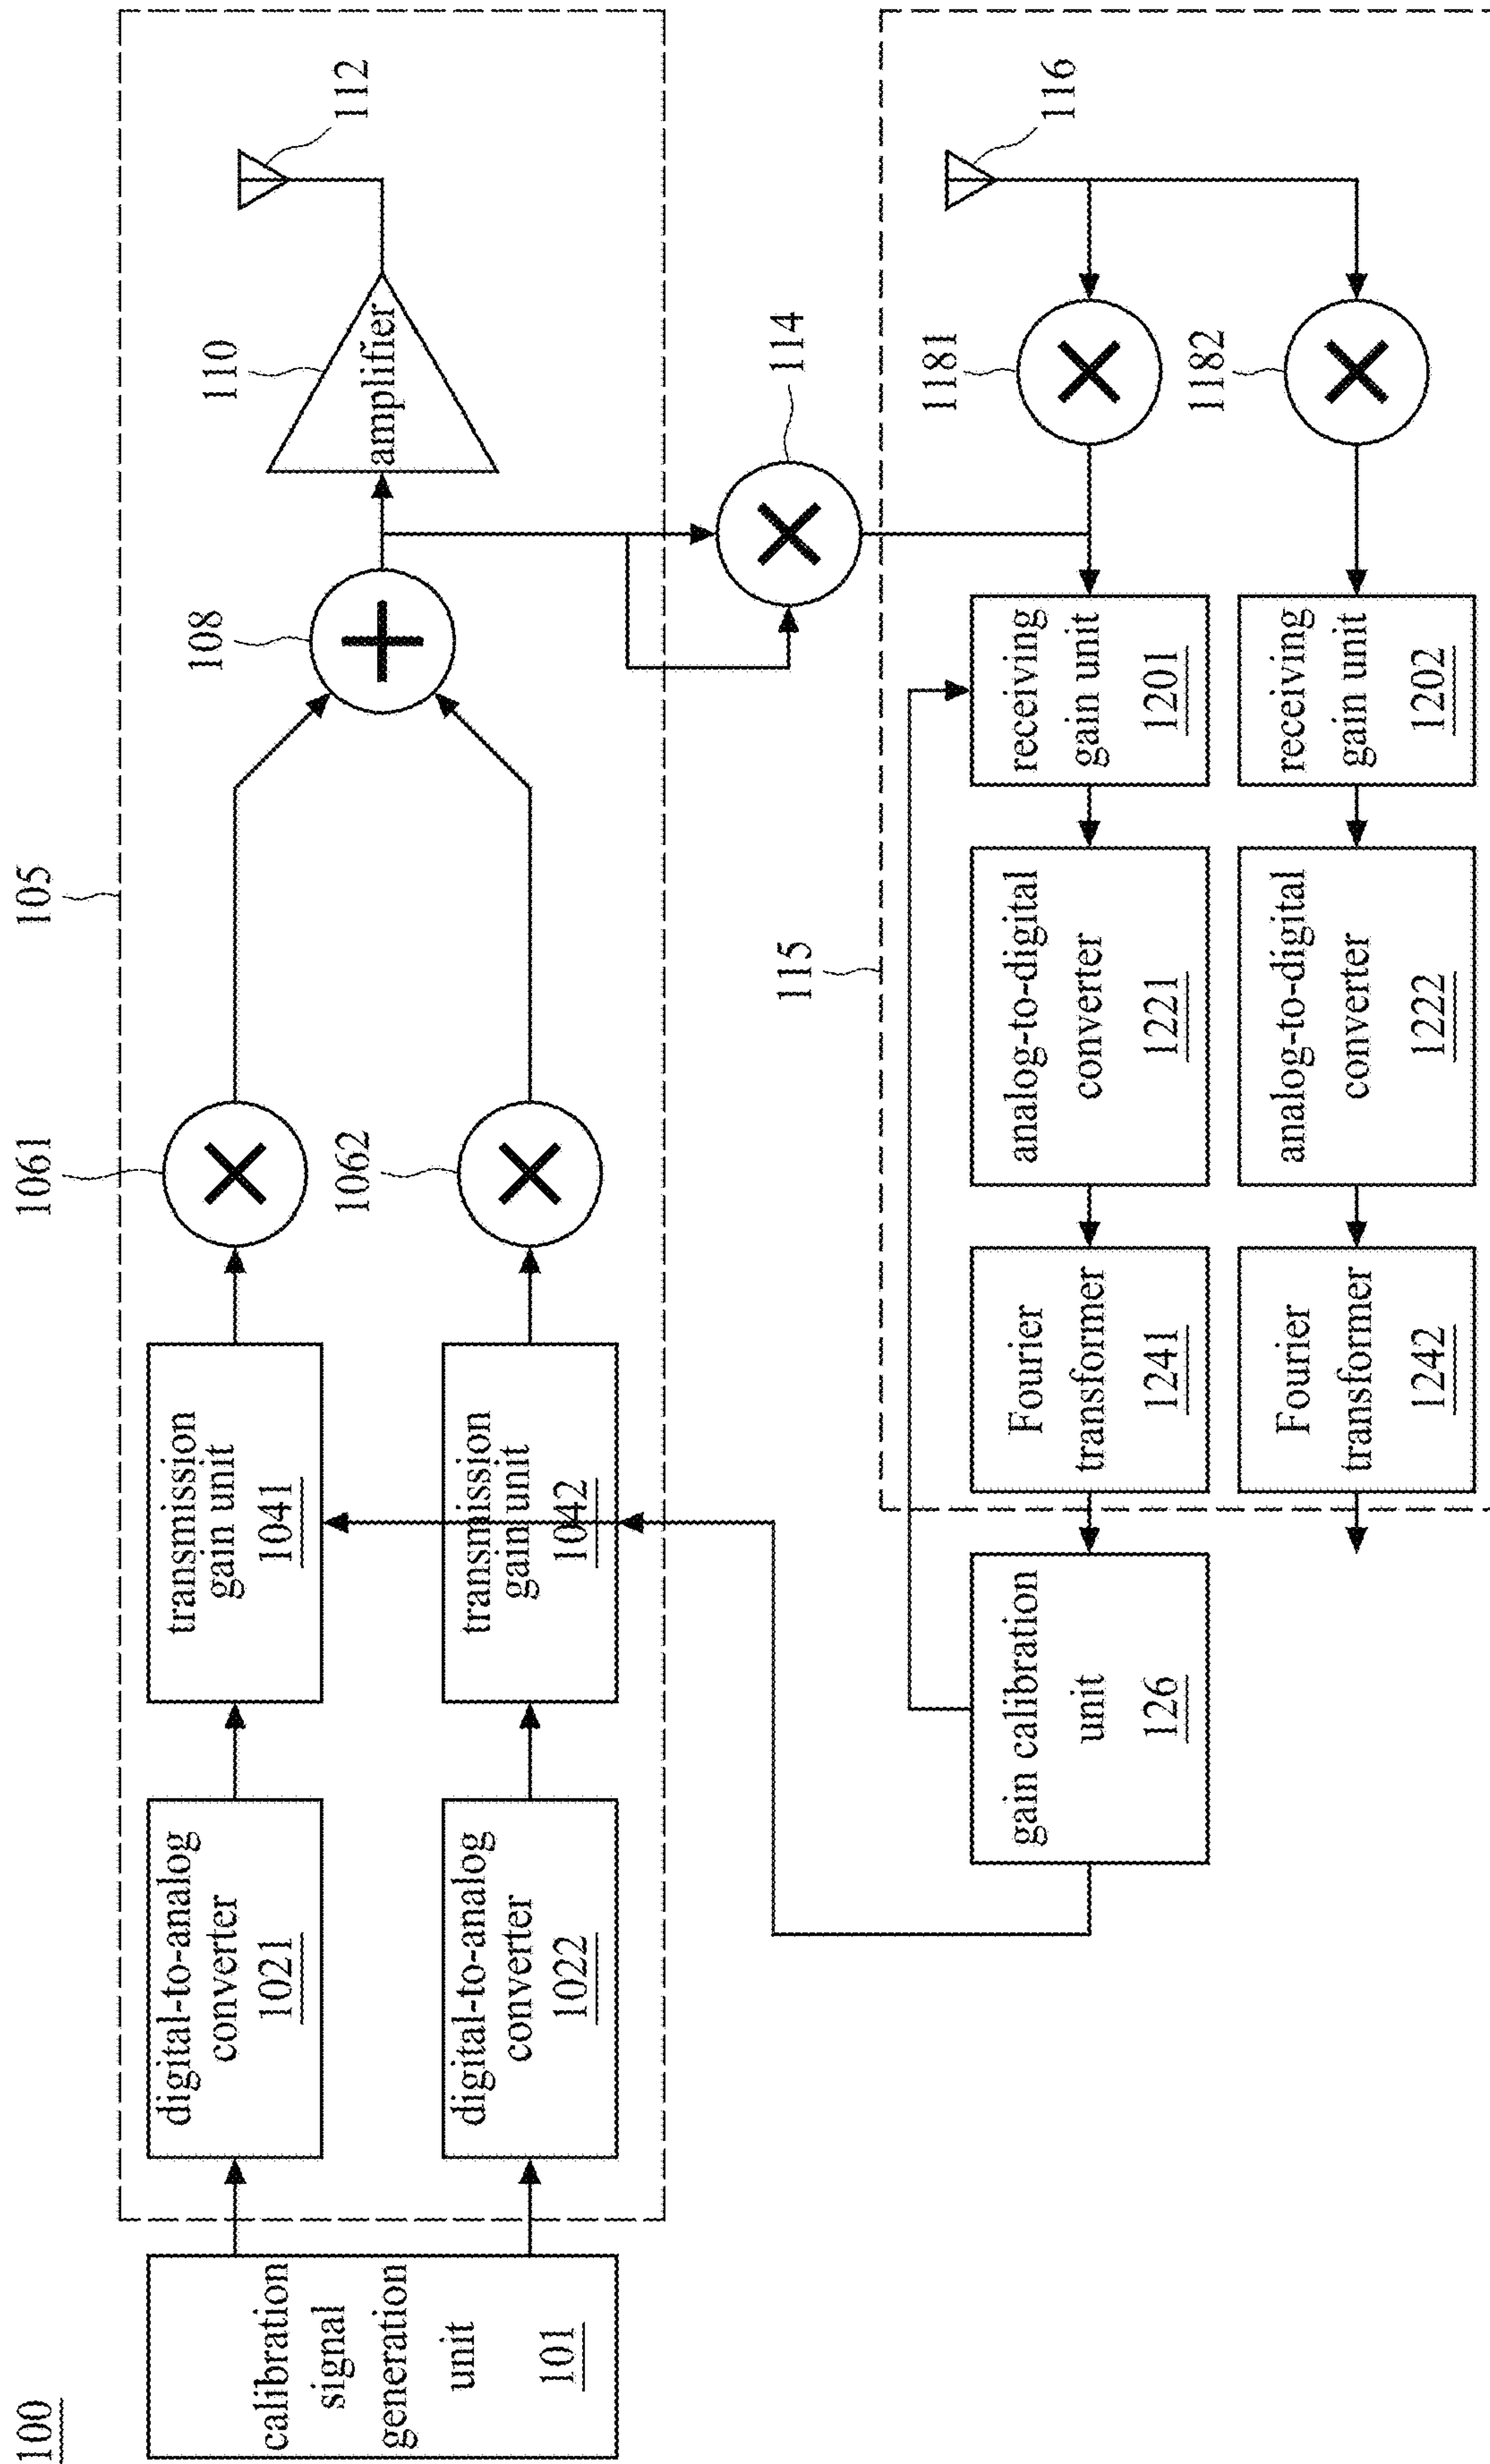 100
calibration
signal
generation
unit
101
105
digital-to-analog
converter
1021
transmission
gain unit
1041
1061
digital-to-analog
converter
1022
transmission
gain unit
1042
1062
108
110
amplifier
112
114
115
116
1181
receiving
gain unit
1201
analog-to-digital
converter
1221
Fourier
transformer
1241
gain calibration
unit
126
1182
receiving
gain unit
1202
analog-to-digital
converter
1222
Fourier
transformer
1242